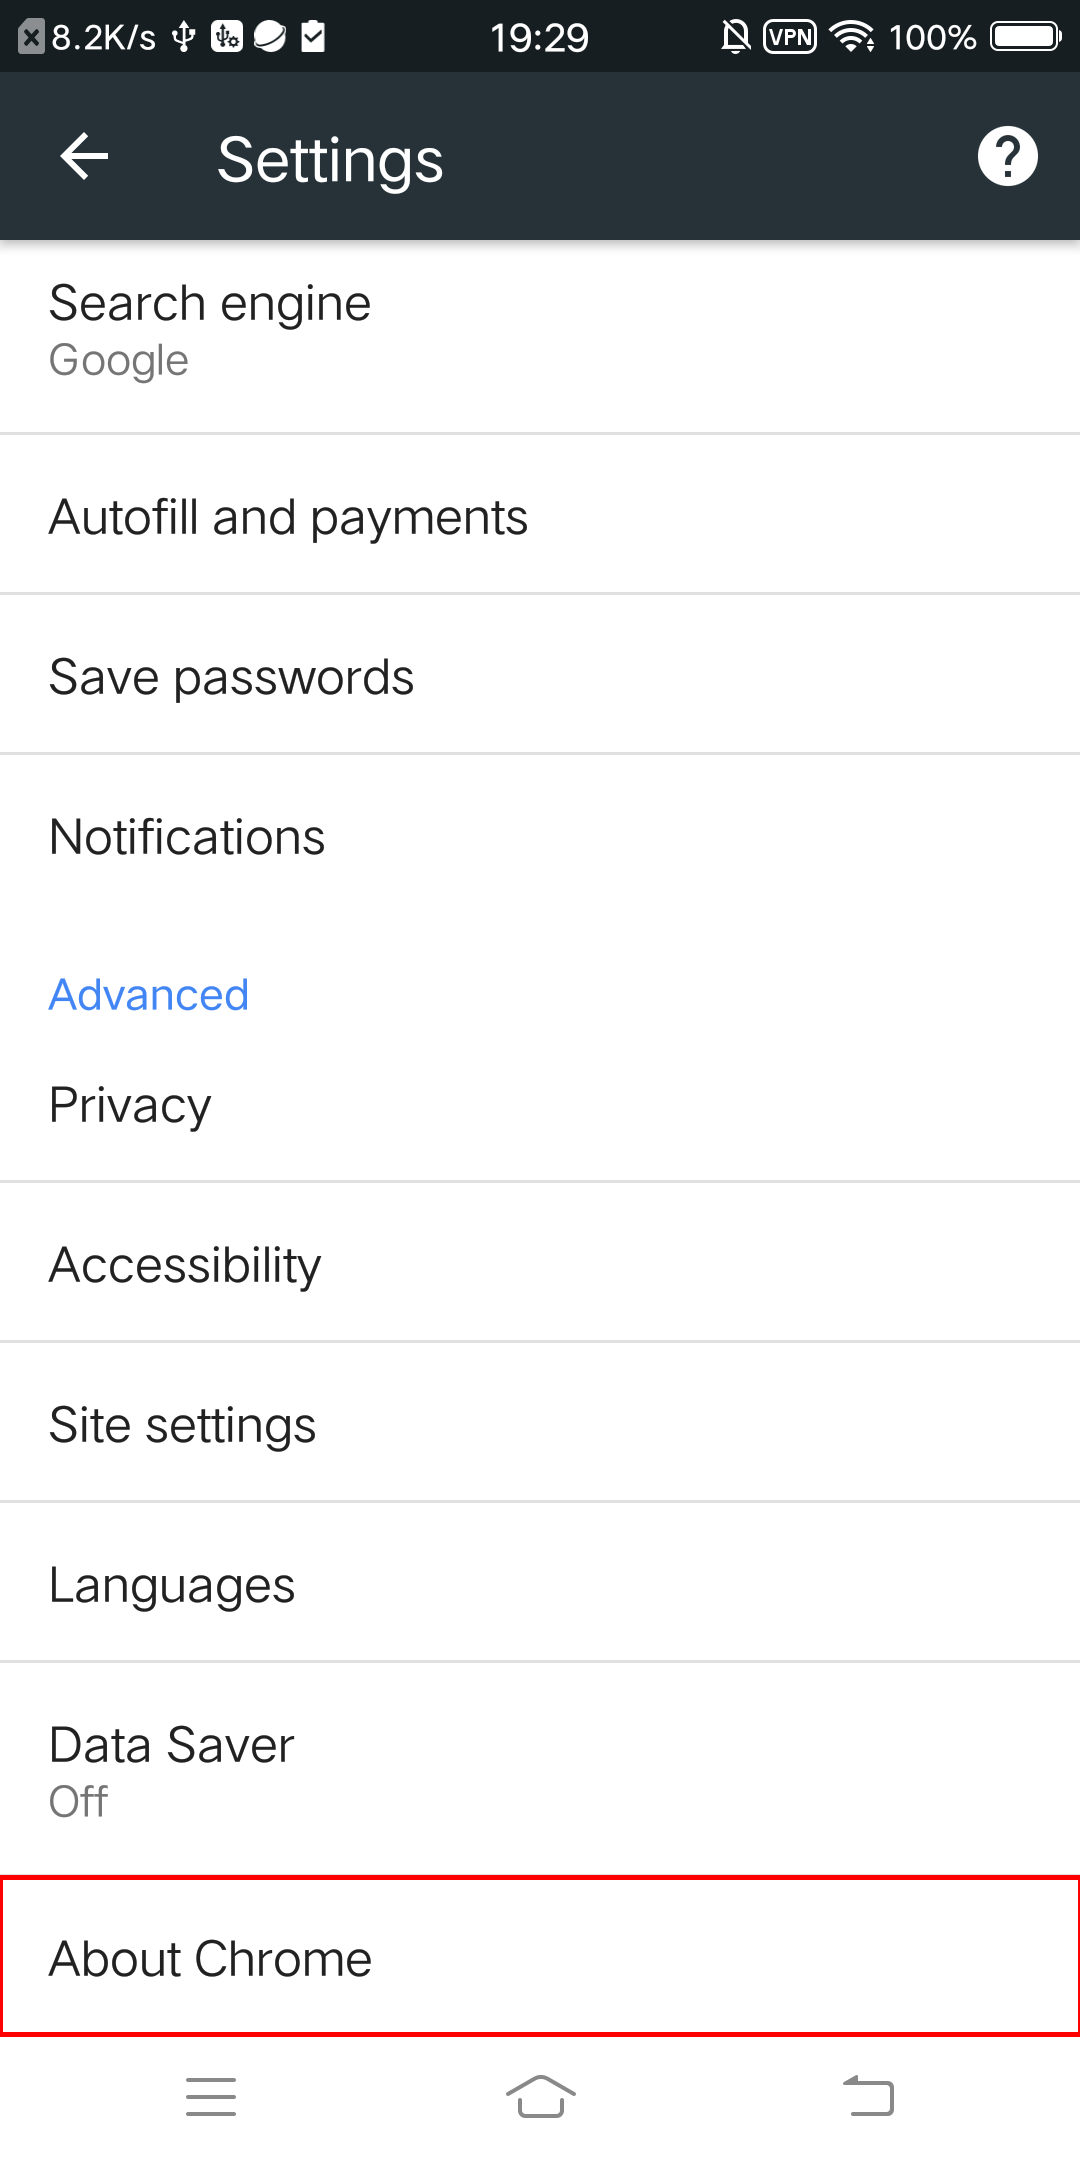 8.2K/s 19:29 VPN 100%
Settings
Search engine
Google
Autofill and payments
Save passwords
Notifications
Advanced
Privacy
Accessibility
Site settings
Languages
Data Saver
Off
About Chrome